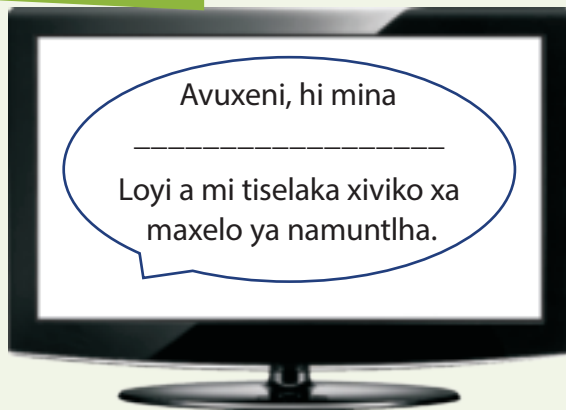 Avuxeni, hi mina
__________________
Loyi a mi tiselaka xiviko xa
maxelo ya namuntlha.